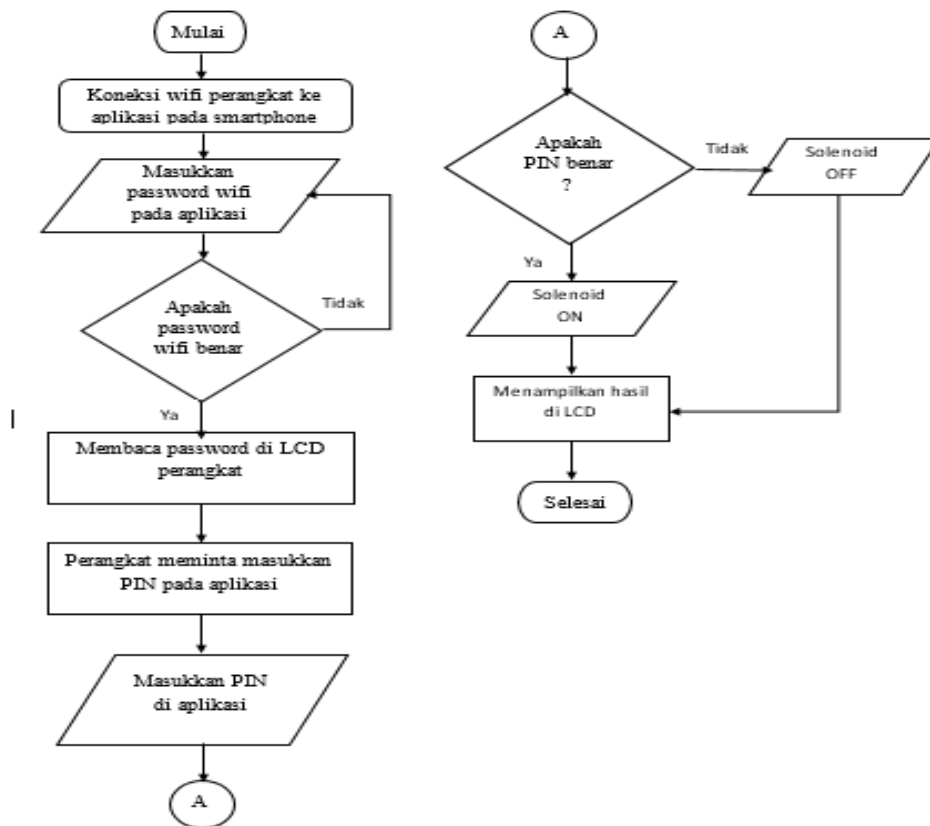 Mulai
Koneksi wifi perangkat ke
aplikasi pada smartphone
Masukkan
password wifi
pada aplikasi
Apakah
password
wifi benar
Tidak
Ya
Membaca password di LCD
perangkat
Perangkat meminta masukkan
PIN pada aplikasi
Masukkan PIN
di aplikasi
A
A
Apakah
PIN benar
?
Tidak
Solenoid
OFF
Ya
Solenoid
ON
Menampilkan hasil
di LCD
Selesai